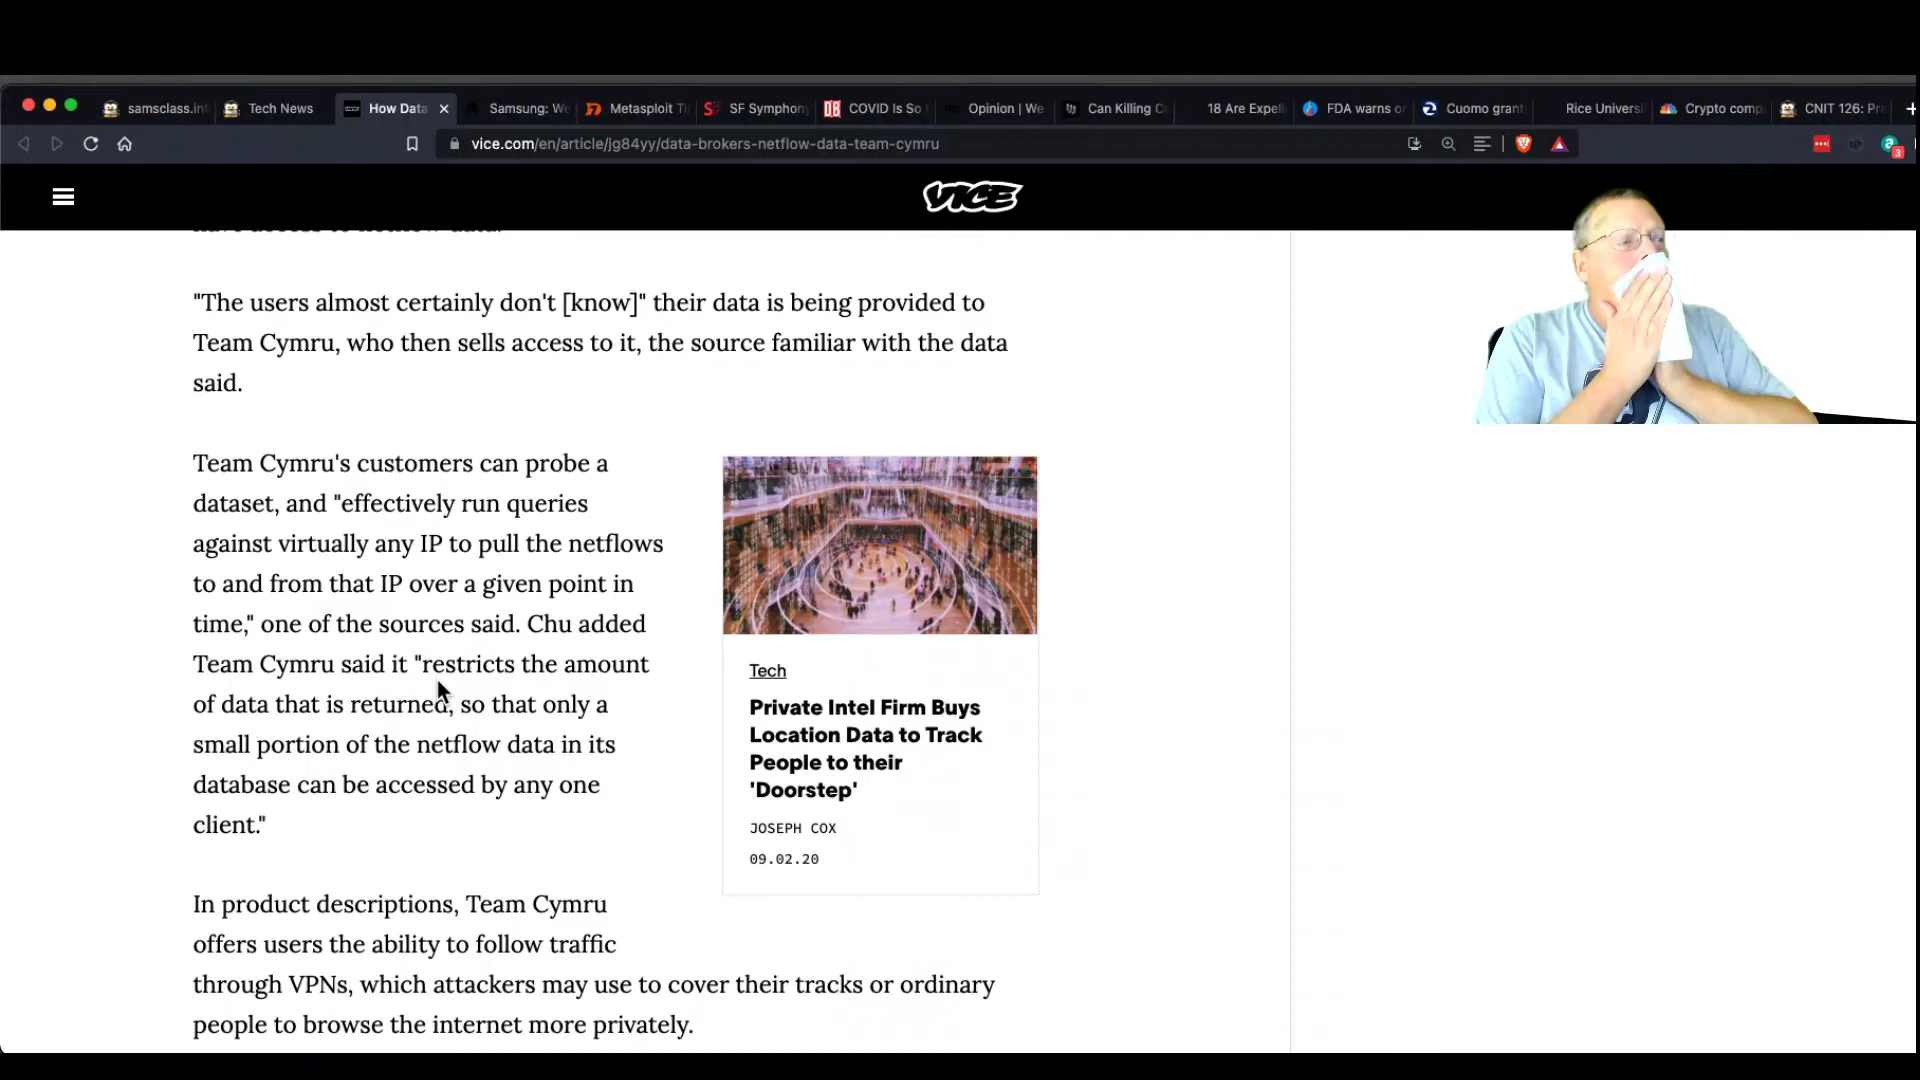 samsclass.in
Tech News
How Data
Samsung: We
Metasploit Ti
SF Symphony
COVID Is So
Opinion | We
Can Killing C
18 Are Expell
FDA warns or
Cuomo grant
Rice Universi
Crypto comp
CNIT 126: Pra
vice.com/en/article/jg84yy/data-brokers-netflow-data-team-cymru
3
VICE
"The users almost certainly don't [know]" their data is being provided to
Team Cymru, who then sells access to it, the source familiar with the data
said.
Team Cymru's customers can probe a
dataset, and "effectively run queries
against virtually any IP to pull the netflows
to and from that IP over a given point in
time," one of the sources said. Chu added
Team Cymru said it "restricts the amount
of data that is returned, so that only a
small portion of the netflow data in its
database can be accessed by any one
client."
Tech
Private Intel Firm Buys
Location Data to Track
People to their
'Doorstep'
JOSEPH COX
09.02.20
In product descriptions, Team Cymru
offers users the ability to follow traffic
through VPNs, which attackers may use to cover their tracks or ordinary
people to browse the internet more privately.